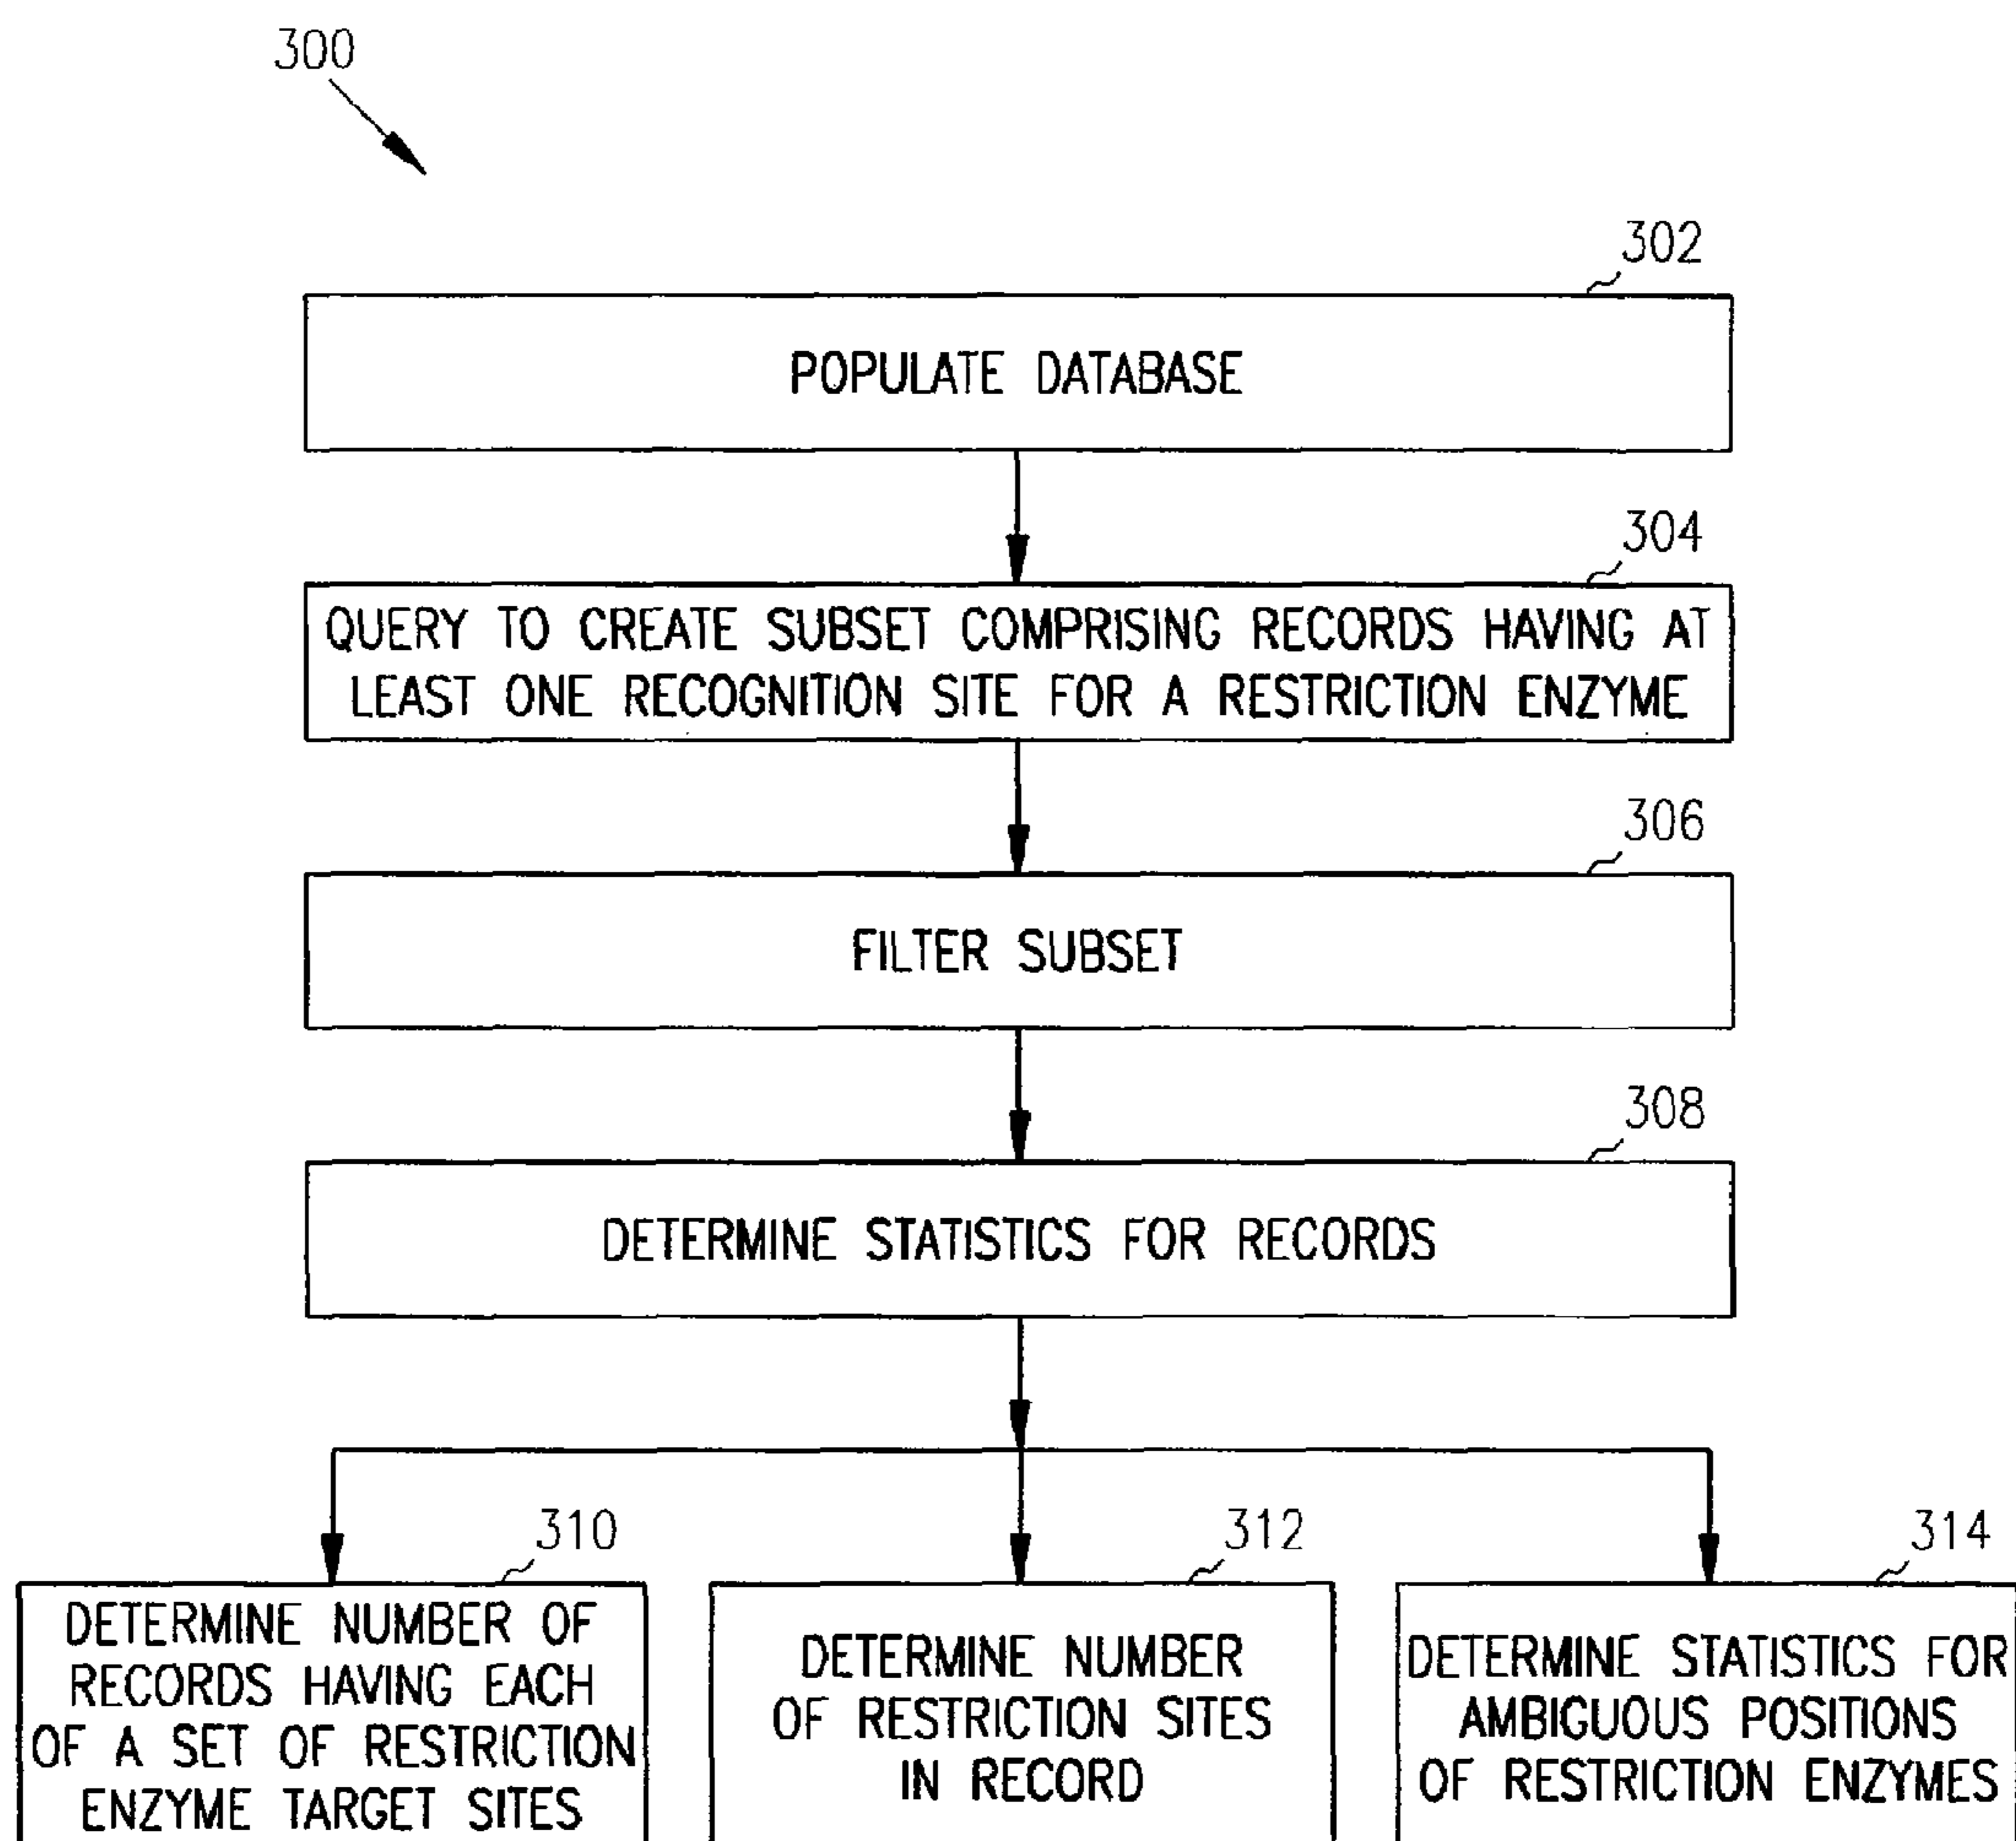 300
302
POPULATE DATABASE
304
QUERY TO CREATE SUBSET COMPRISING RECORDS HAVING AT
LEAST ONE RECOGNITION SITE FOR A RESTRICTION ENZYME
306
FILTER SUBSET
308
DETERMINE STATISTICS FOR RECORDS
310
DETERMINE NUMBER OF
RECORDS HAVING EACH
OF A SET OF RESTRICTION
ENZYME TARGET SITES
312
DETERMINE NUMBER
OF RESTRICTION SITES
IN RECORD
314
DETERMINE STATISTICS FOR
AMBIGUOUS POSITIONS
OF RESTRICTION ENZYMES